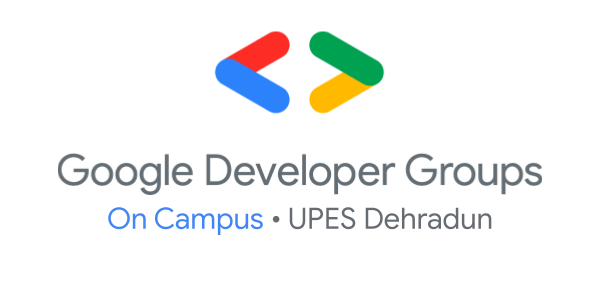 Google Developer Groups
On Campus • UPES Dehradun